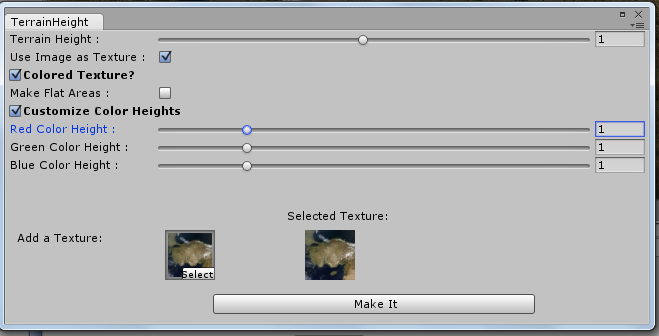 TerrainHeight
Terrain Height : 1
Use Image as Texture :
Colored Texture?
Make Flat Areas :
Customize Color Heights
Red Color Height : 1
Green Color Height : 1
Blue Color Height : 1
Selected Texture:
Add a Texture:
Select
Make It